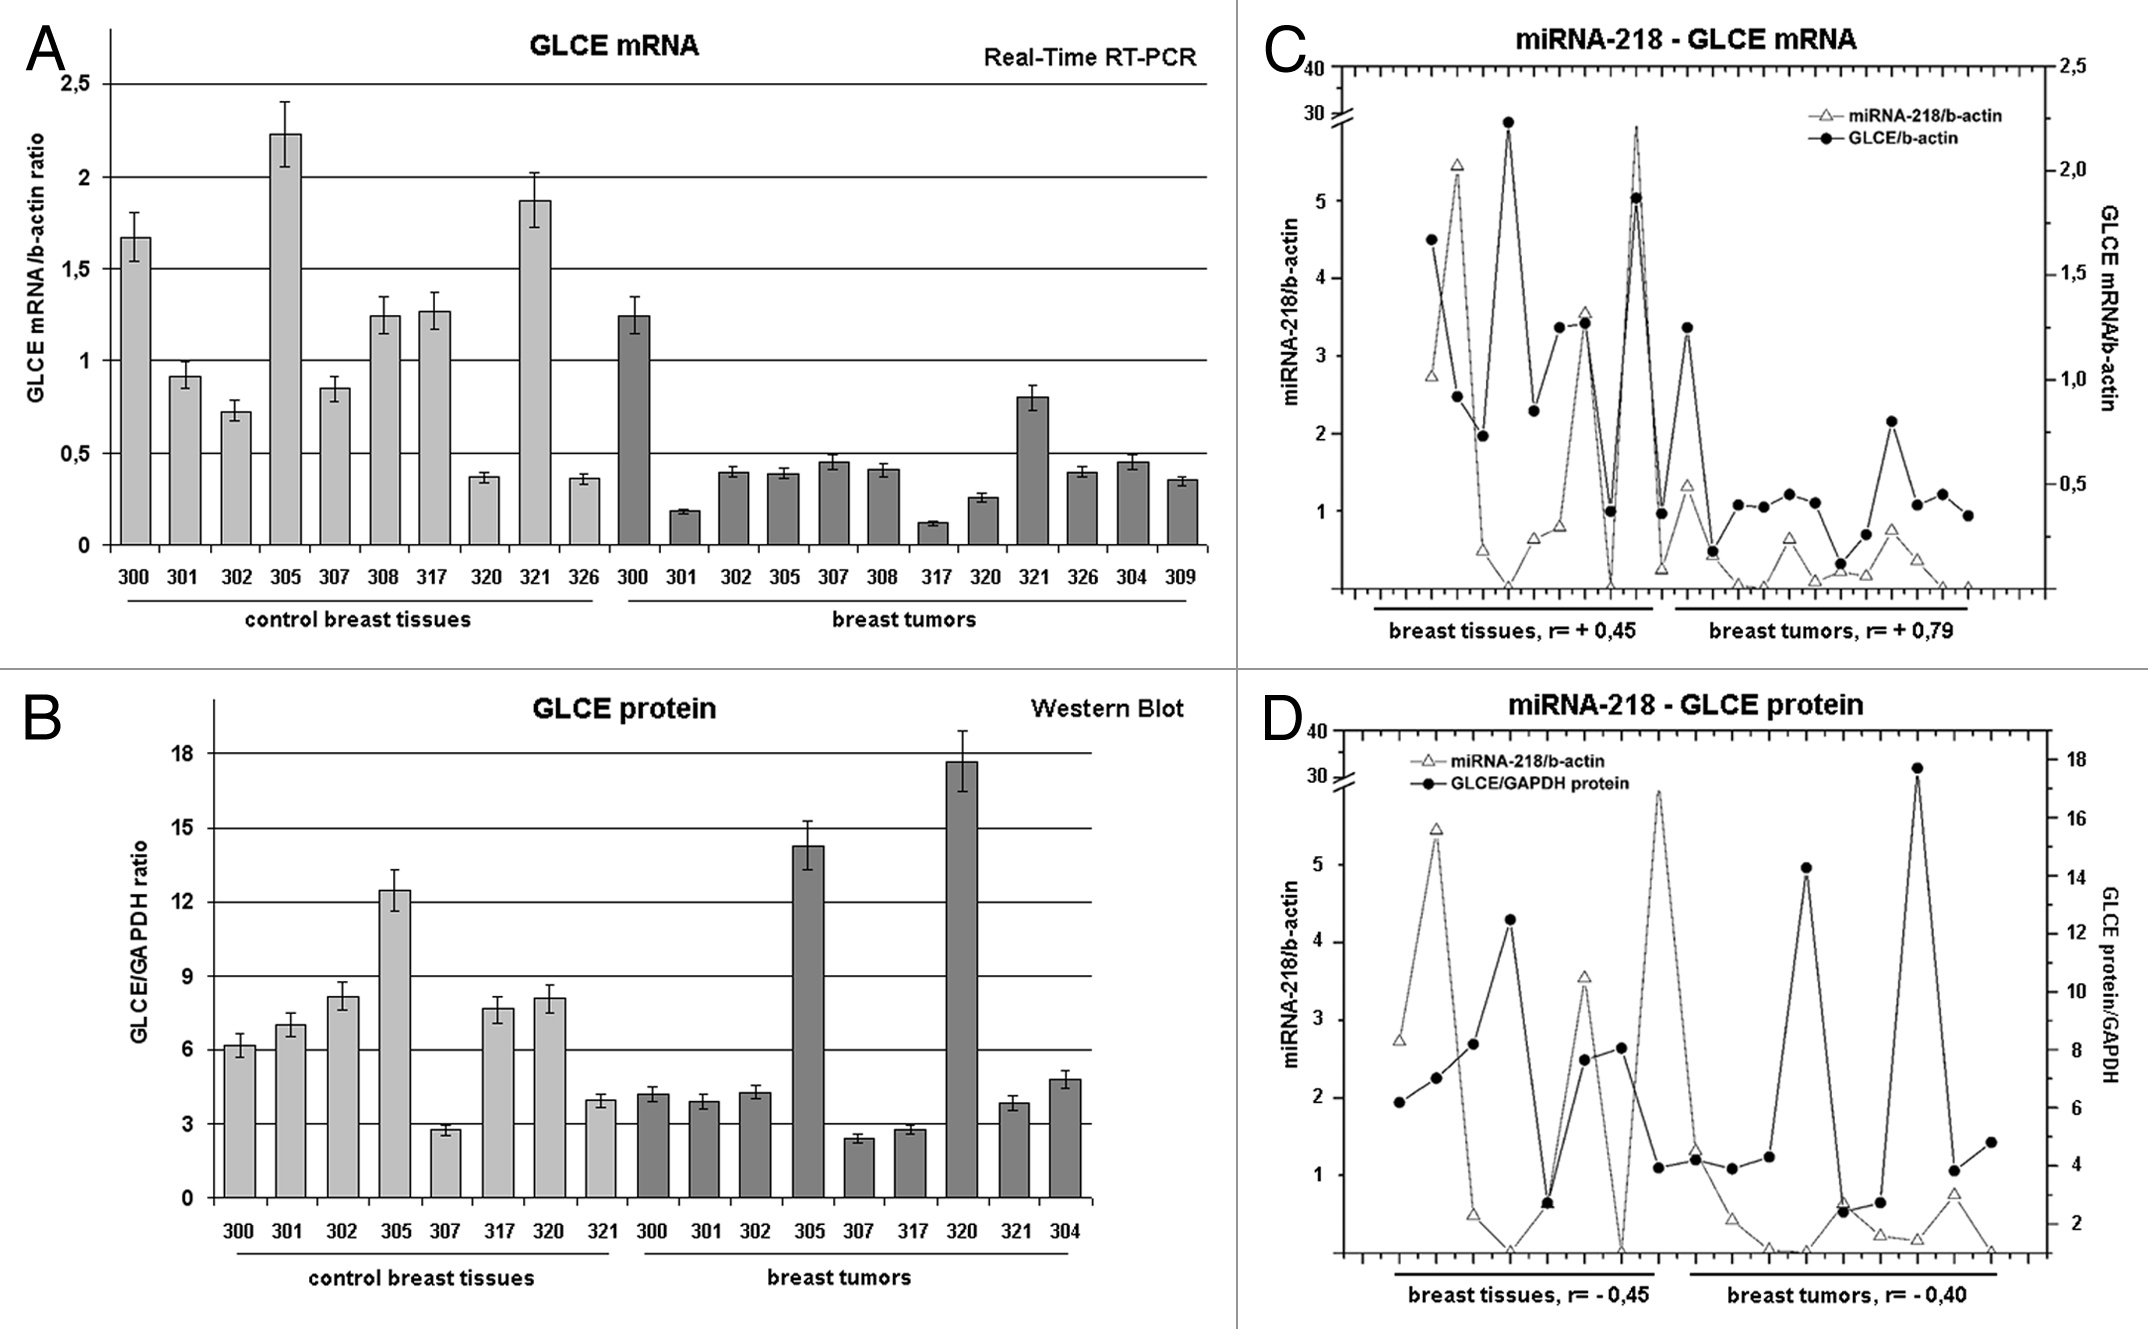 A
GLCE mRNA
Real-Time RT-PCR
GLCE mRNA/b-actin ratio
2,5
2
1,5
1
0,5
0
300 301 302 305 307 308 317 320 321 326 300 301 302 305 307 308 317 320 321 326 304 309
control breast tissues
breast tumors
B
GLCE protein
Western Blot
GLCE/GAPDH ratio
18
15
12
9
6
3
0
300 301 302 305 307 317 320 321 300 301 302 305 307 317 320 321 304
control breast tissues
breast tumors
C
miRNA-218 - GLCE mRNA
miRNA-218/b-actin
GLCE/b-actin
miRNA-218/b-actin
40
30
5
4
3
2
1
GLCE mRNA/b-actin
2,5
2,0
1,5
1,0
0,5
breast tissues, r= + 0,45
breast tumors, r= + 0,79
D
miRNA-218 - GLCE protein
miRNA-218/b-actin
GLCE/GAPDH protein
miRNA-218/b-actin
40
30
5
4
3
2
1
GLCE protein/GAPDH
18
16
14
12
10
8
6
4
2
breast tissues, r= - 0,45
breast tumors, r= - 0,40